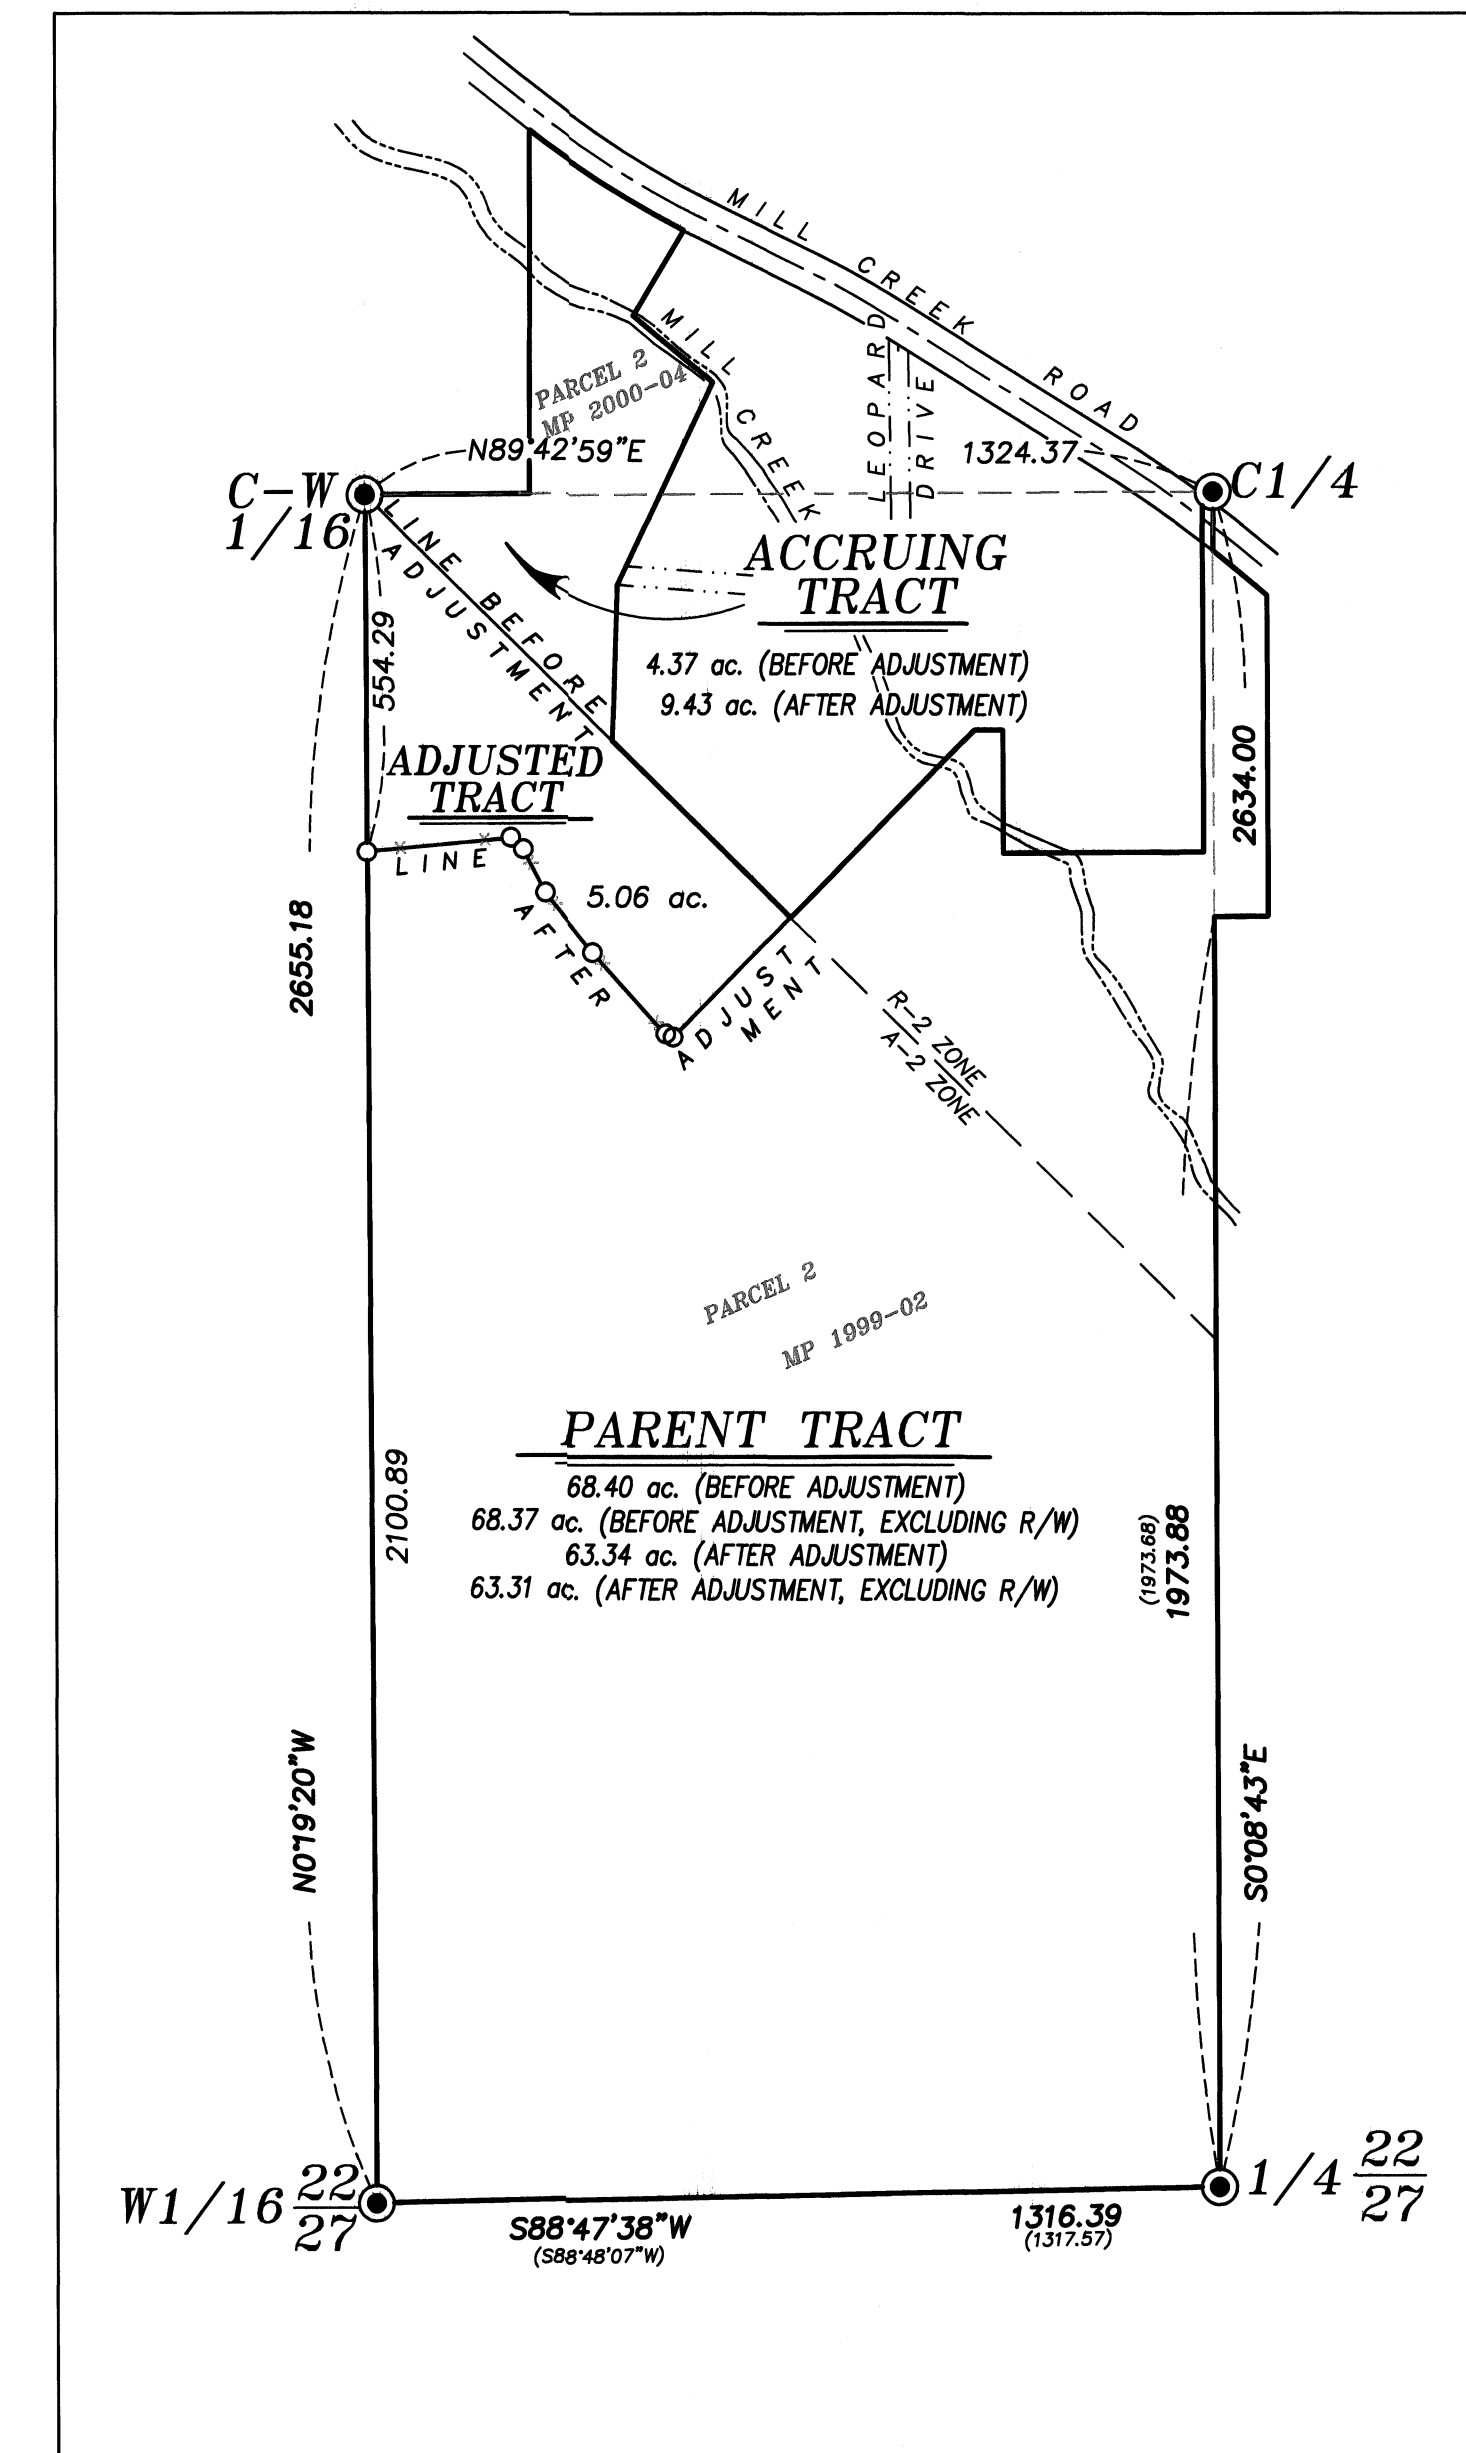 MILL CREEK ROAD
MILL CREEK
LEOPARD
DRIVE
PARCEL 2
MP 2000-04
N89°42'59"E
1324.37
C-W
1/16
C1/4
LINE BEFORE
ADJUSTMENT
ACCRUING
TRACT
4.37 ac. (BEFORE ADJUSTMENT)
9.43 ac. (AFTER ADJUSTMENT)
554.29
ADJUSTED
TRACT
2634.00
LINE AFTER ADJUST
MENT
5.06 ac.
2655.18
R-2 ZONE
A-2 ZONE
PARCEL 2
MP 1999-02
PARENT TRACT
68.40 ac. (BEFORE ADJUSTMENT)
68.37 ac. (BEFORE ADJUSTMENT, EXCLUDING R/W)
63.34 ac. (AFTER ADJUSTMENT)
63.31 ac. (AFTER ADJUSTMENT, EXCLUDING R/W)
2100.89
(1973.68)
1973.88
N0°19'20"W
S0°08'43"E
W1/16 22
27
1/4 22
27
S88°47'38"W
(S88°48'07"W)
1316.39
(1317.57)